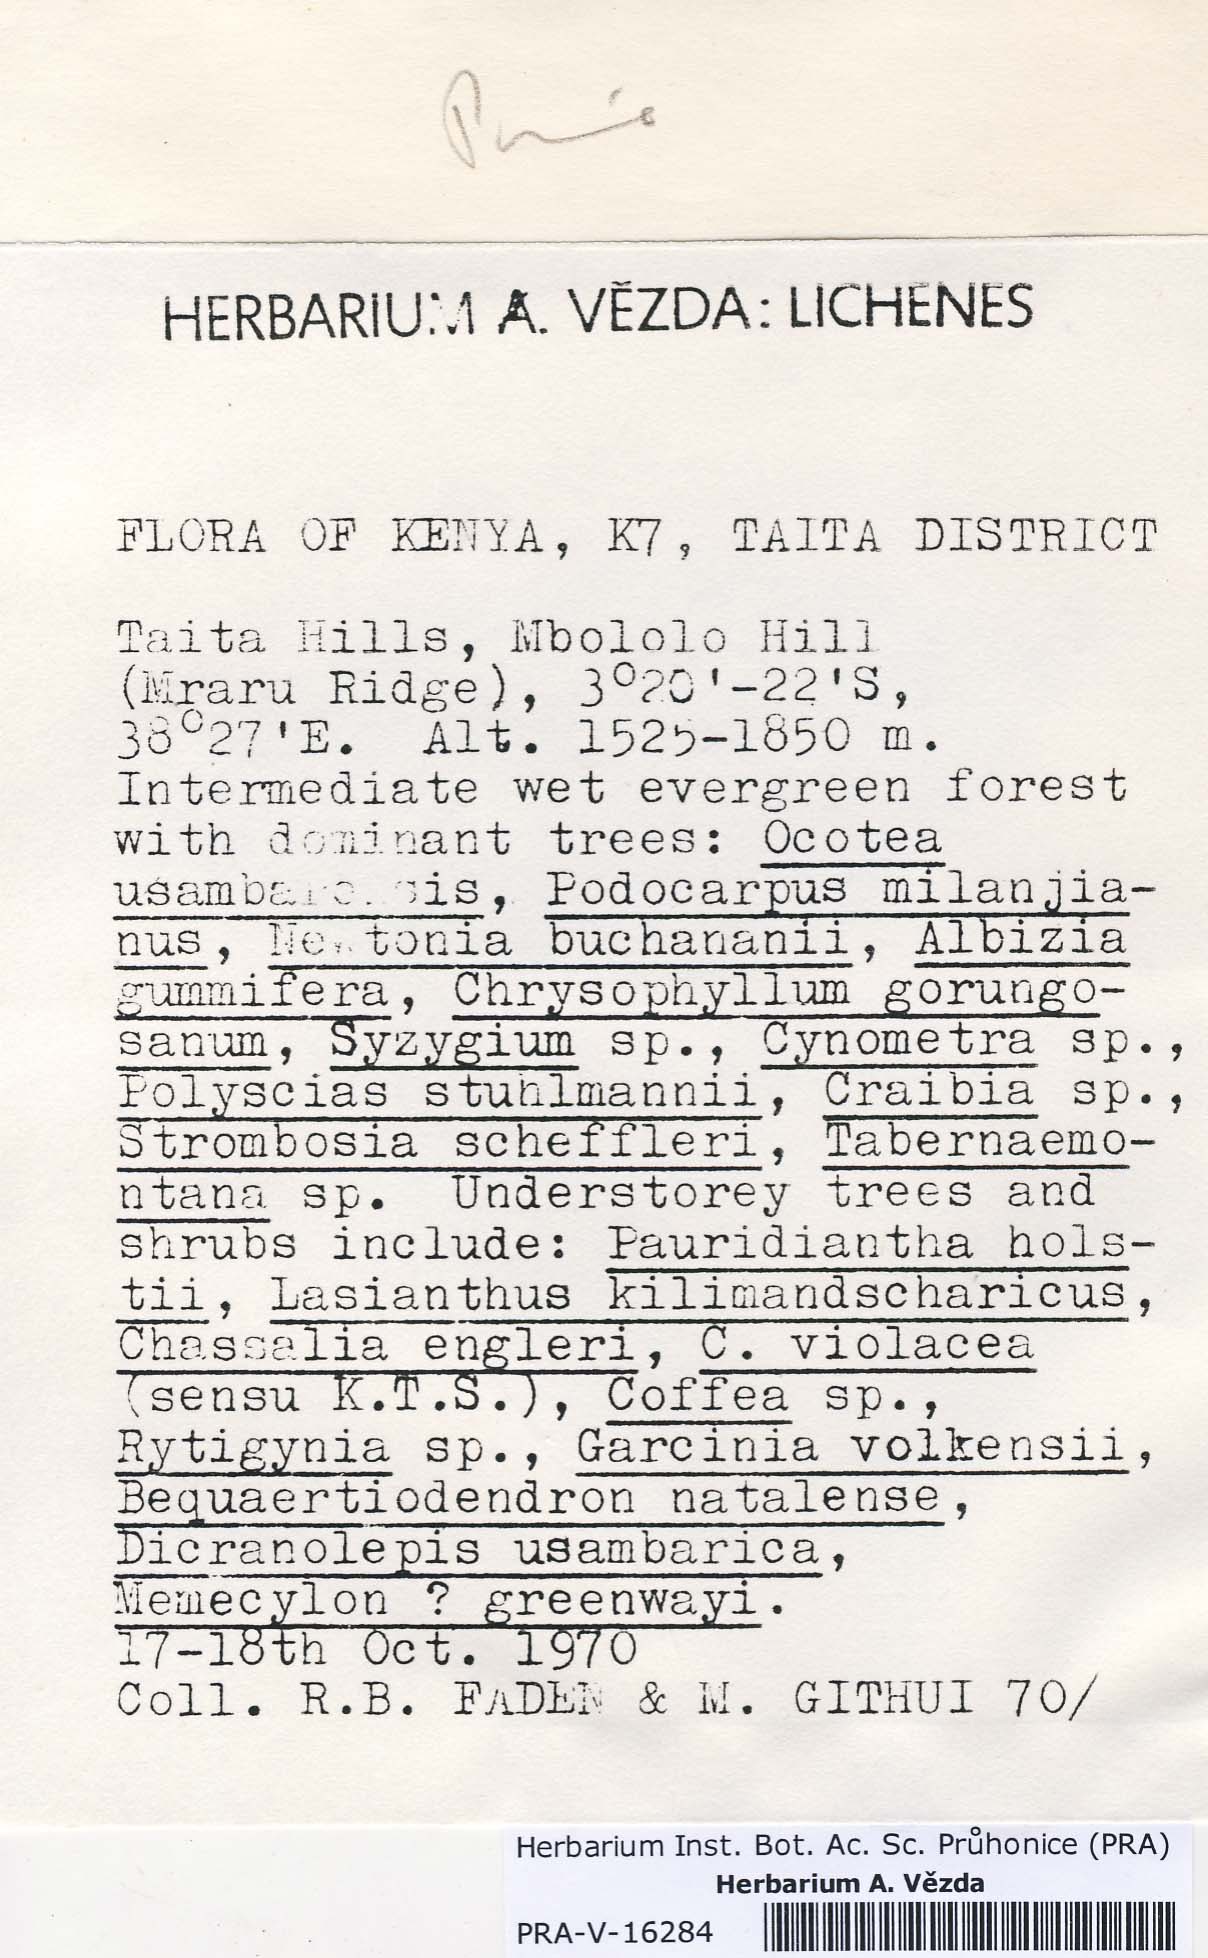 HERBARIUM A. VĚZDA: LICHENES
FLORA OF KENYA, K7, TAITA DISTRICT
Taita Hills, Mbololo Hill
(Mraru Ridge), 3°20'-22'S,
38°27'E. Alt. 1525-1850 m.
Intermediate wet evergreen forest
with dominant trees: Ocotea
usambarensis, Podocarpus milanjia-
nus, Newtonia buchananii, Albizia
gummifera, Chrysophyllum gorungo-
sanum, Syzygium sp., Cynometra sp.,
Polyscias stuhlmannii, Craibia sp.,
Strombosia scheffleri, Tabernaemo-
ntana sp. Understorey trees and
shrubs include: Pauridiantha hols-
tii, Lasianthus kilimandscharicus,
Chassalia engleri, C. violacea
(sensu K.T.S.), Coffea sp.,
Rytigynia sp., Garcinia volkensii,
Bequaertiodendron natalense,
Dicranolepis usambarica,
Memecylon ? greenwayi.
17-18th Oct. 1970
Coll. R.B. FADEN & M. GITHUI 70/
Herbarium Inst. Bot. Ac. Sc. Průhonice (PRA)
Herbarium A. Vězda
PRA-V-16284